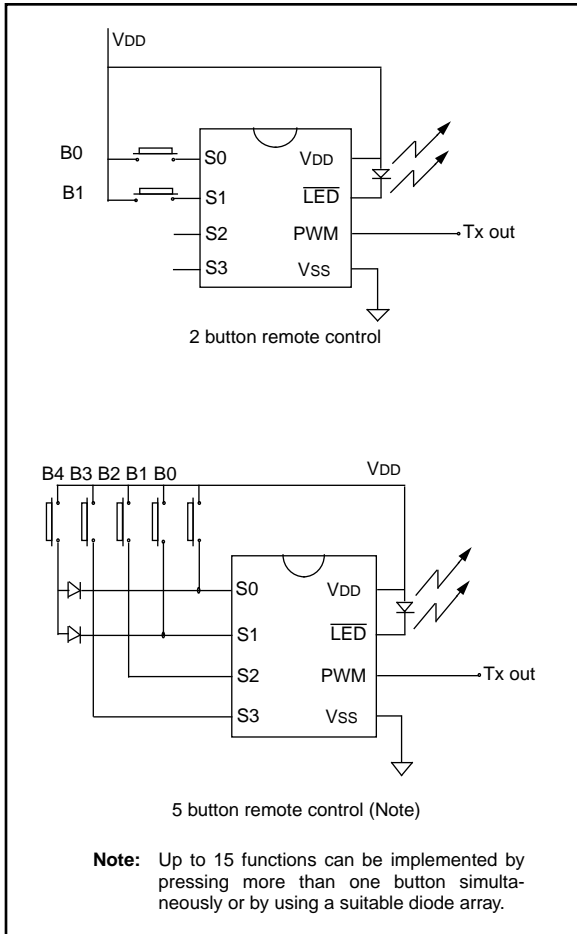 VDD
B0
S0
VDD
B1
S1
LED
S2
PWM
Tx out
S3
VSS
2 button remote control
B4 B3 B2 B1 B0
VDD
S0
VDD
S1
LED
S2
PWM
Tx out
S3
VSS
5 button remote control (Note)
Note: Up to 15 functions can be implemented by
pressing more than one button simulta-
neously or by using a suitable diode array.